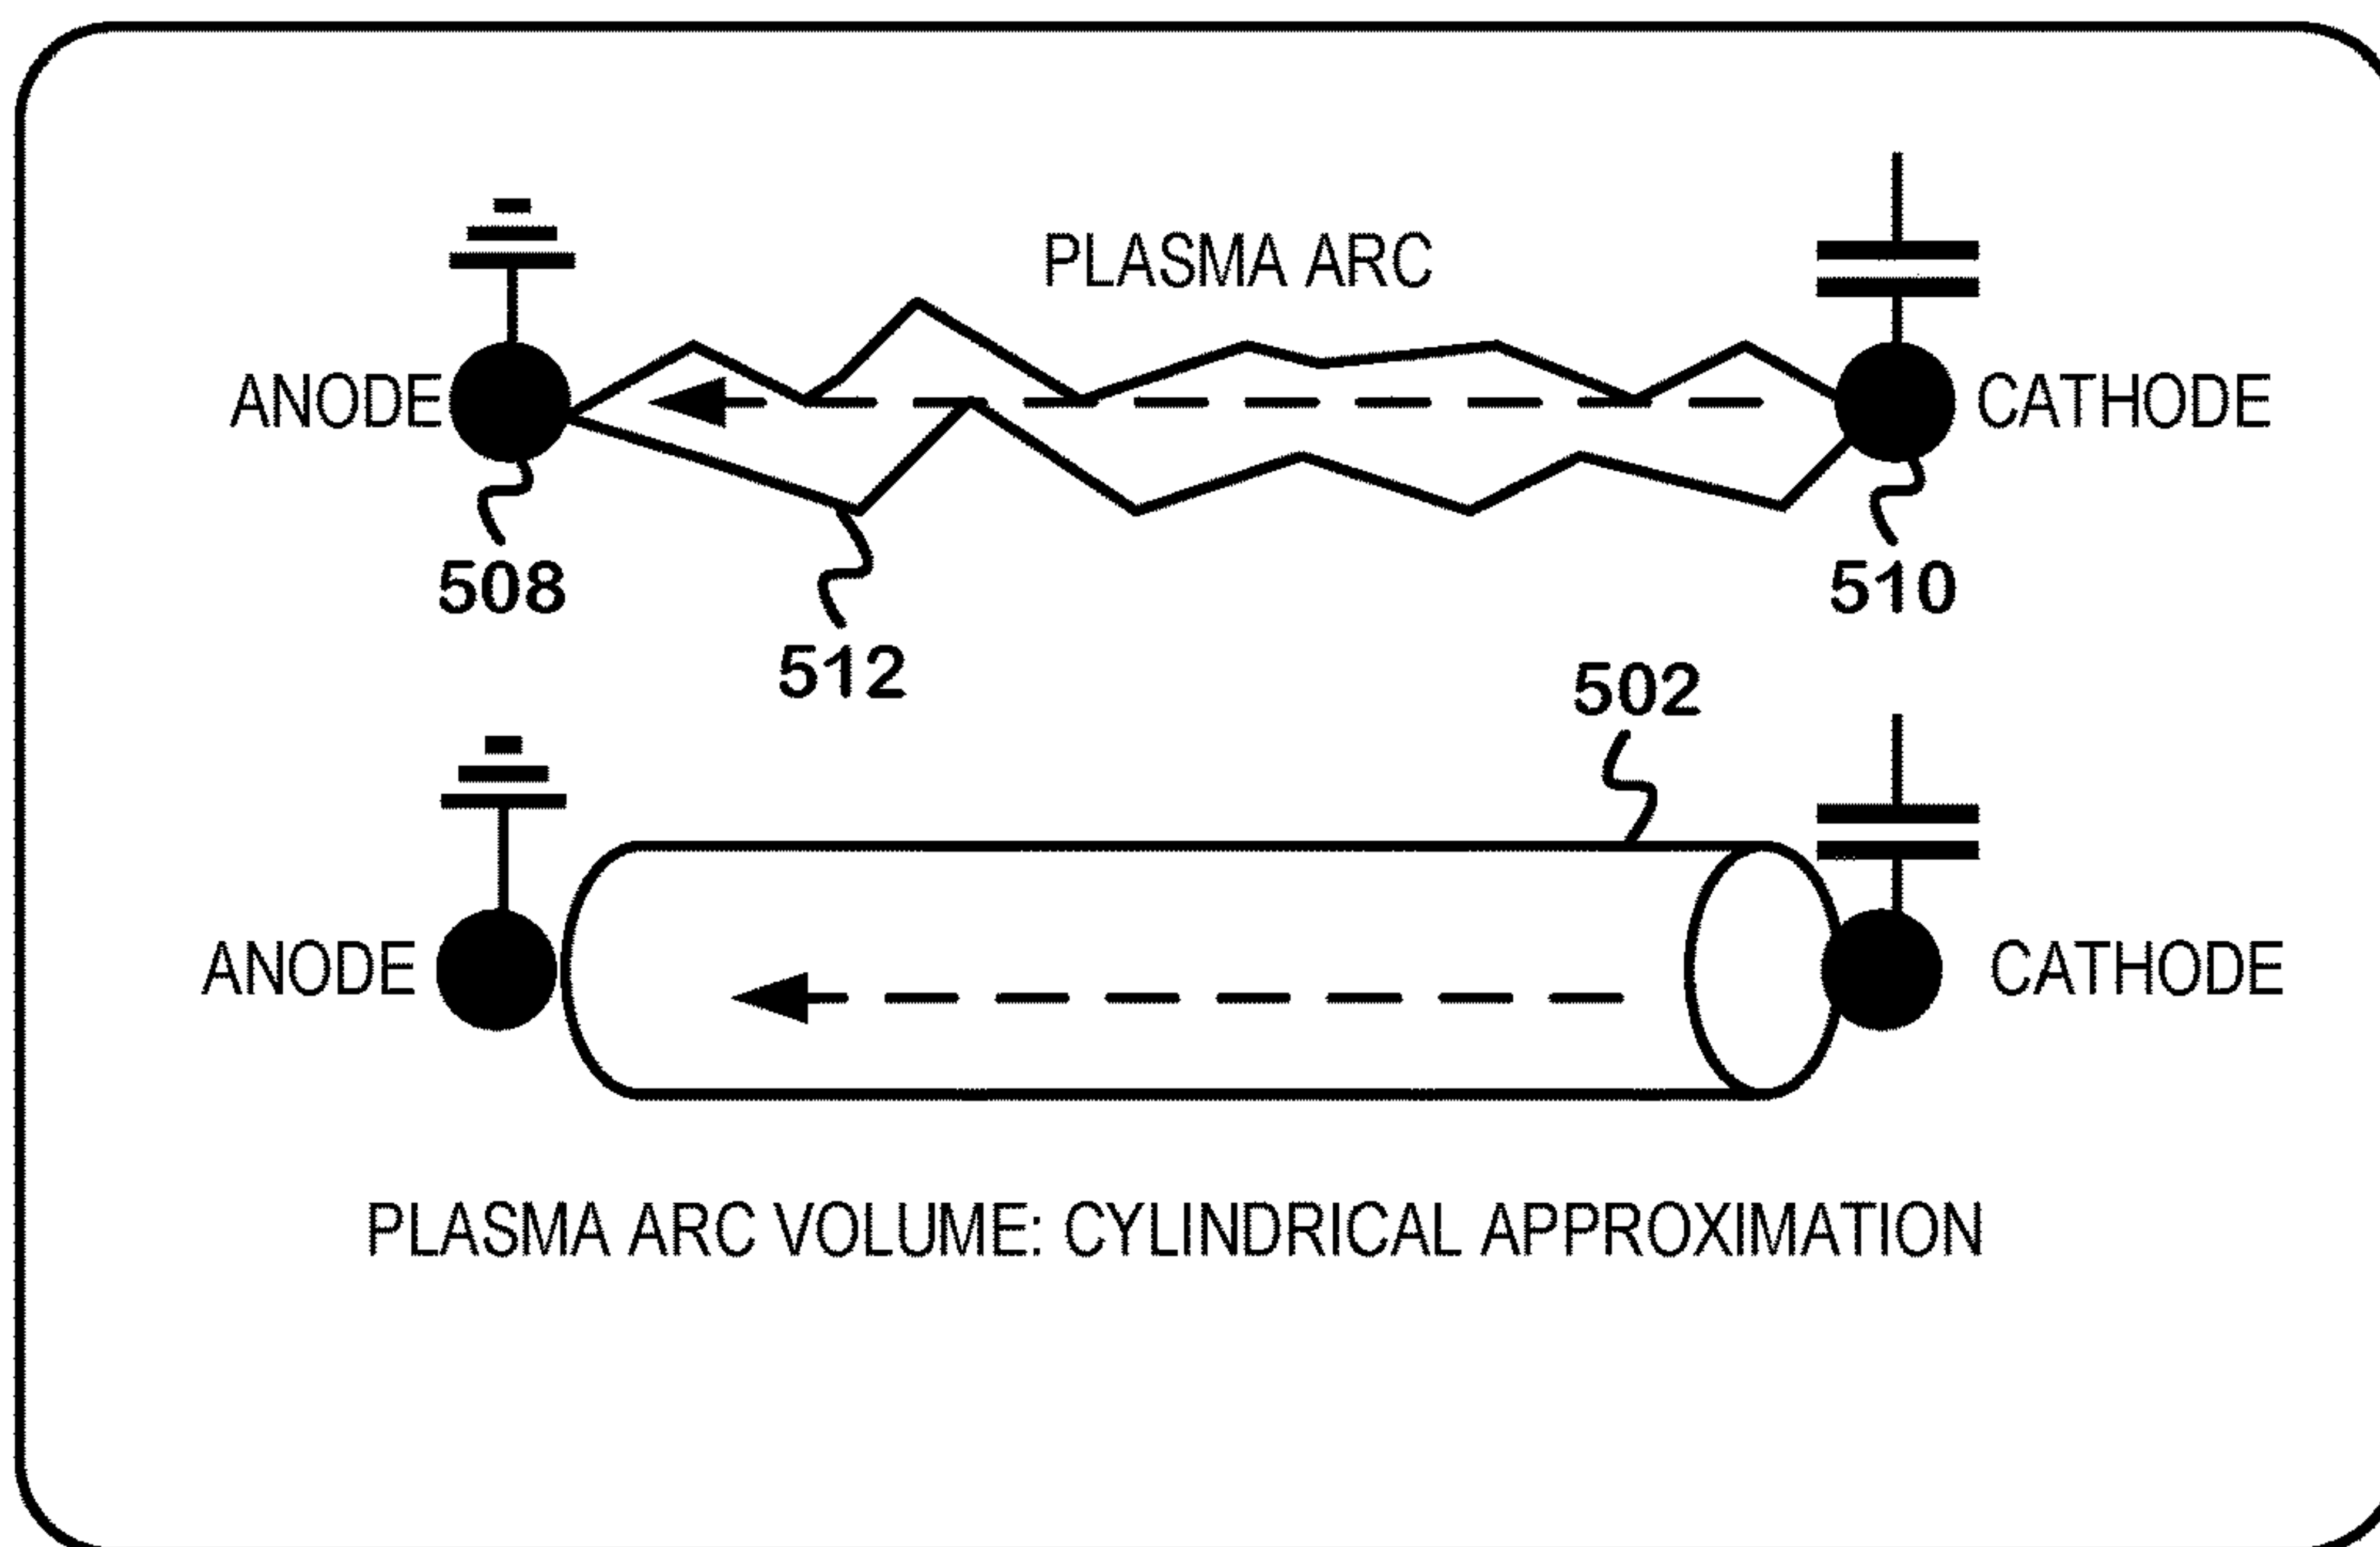 PLASMA ARC
ANODE
CATHODE
508
510
512
502
ANODE
CATHODE
PLASMA ARC VOLUME: CYLINDRICAL APPROXIMATION